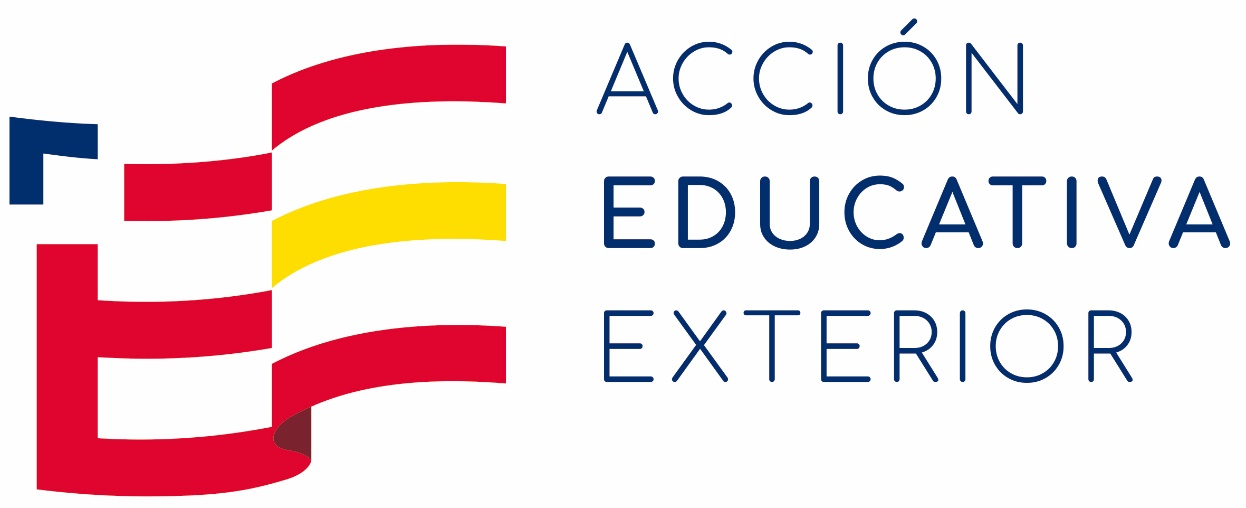 ACCIÓN
EDUCATIVA
EXTERIOR